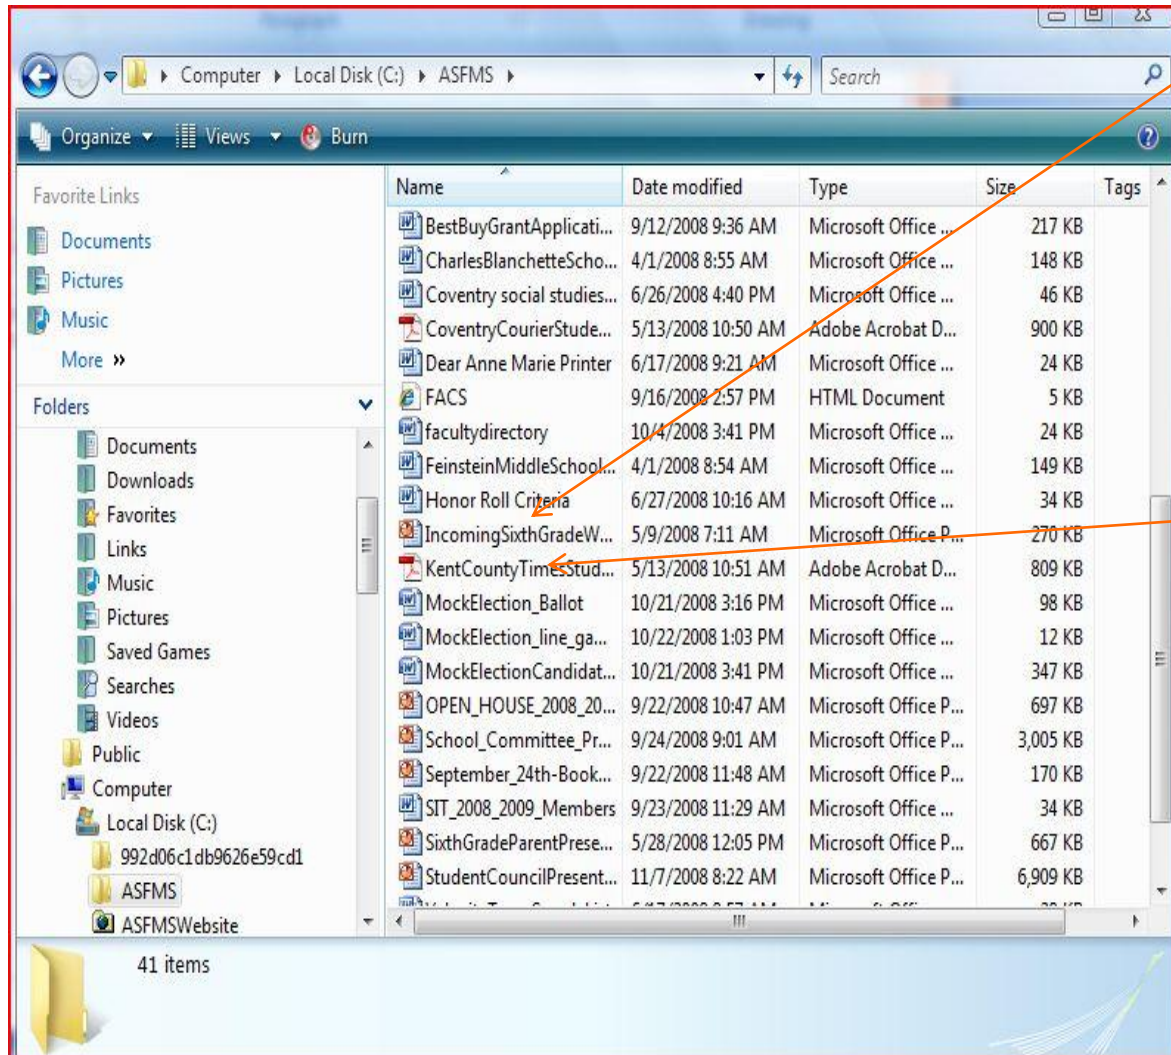 Computer Local Disk (C:) ASFMS Search
Organize Views Burn
Favorite Links
Documents
Pictures
Music
More »
Folders
Documents
Downloads
Favorites
Links
Music
Pictures
Saved Games
Searches
Videos
Public
Computer
Local Disk (C:)
992d06c1db9626e59cd1
ASFMS
ASFMSWebsite
Name Date modified Type Size Tags
BestBuyGrantApplicati... 9/12/2008 9:36 AM Microsoft Office ... 217 KB
CharlesBlanchetteScho... 4/1/2008 8:55 AM Microsoft Office ... 148 KB
Coventry social studies... 6/26/2008 4:40 PM Microsoft Office ... 46 KB
CoventryCourierStude... 5/13/2008 10:50 AM Adobe Acrobat D... 900 KB
Dear Anne Marie Printer 6/17/2008 9:21 AM Microsoft Office ... 24 KB
FACS 9/16/2008 2:57 PM HTML Document 5 KB
facultydirectory 10/4/2008 3:41 PM Microsoft Office ... 24 KB
FeinsteinMiddleSchool... 4/1/2008 8:54 AM Microsoft Office ... 149 KB
Honor Roll Criteria 6/27/2008 10:16 AM Microsoft Office ... 34 KB
IncomingSixthGradeW... 5/9/2008 7:11 AM Microsoft Office P... 270 KB
KentCountyTimesStud... 5/13/2008 10:51 AM Adobe Acrobat D... 809 KB
MockElection_Ballot 10/21/2008 3:16 PM Microsoft Office ... 98 KB
MockElection_line_ga... 10/22/2008 1:03 PM Microsoft Office ... 12 KB
MockElectionCandidat... 10/21/2008 3:41 PM Microsoft Office ... 347 KB
OPEN_HOUSE_2008_20... 9/22/2008 10:47 AM Microsoft Office P... 697 KB
School_Committee_Pr... 9/24/2008 9:01 AM Microsoft Office P... 3,005 KB
September_24th-Book... 9/22/2008 11:48 AM Microsoft Office P... 170 KB
SIT_2008_2009_Members 9/23/2008 11:29 AM Microsoft Office ... 34 KB
SixthGradeParentPrese... 5/28/2008 12:05 PM Microsoft Office P... 667 KB
StudentCouncilPresent... 11/7/2008 8:22 AM Microsoft Office P... 6,909 KB
41 items